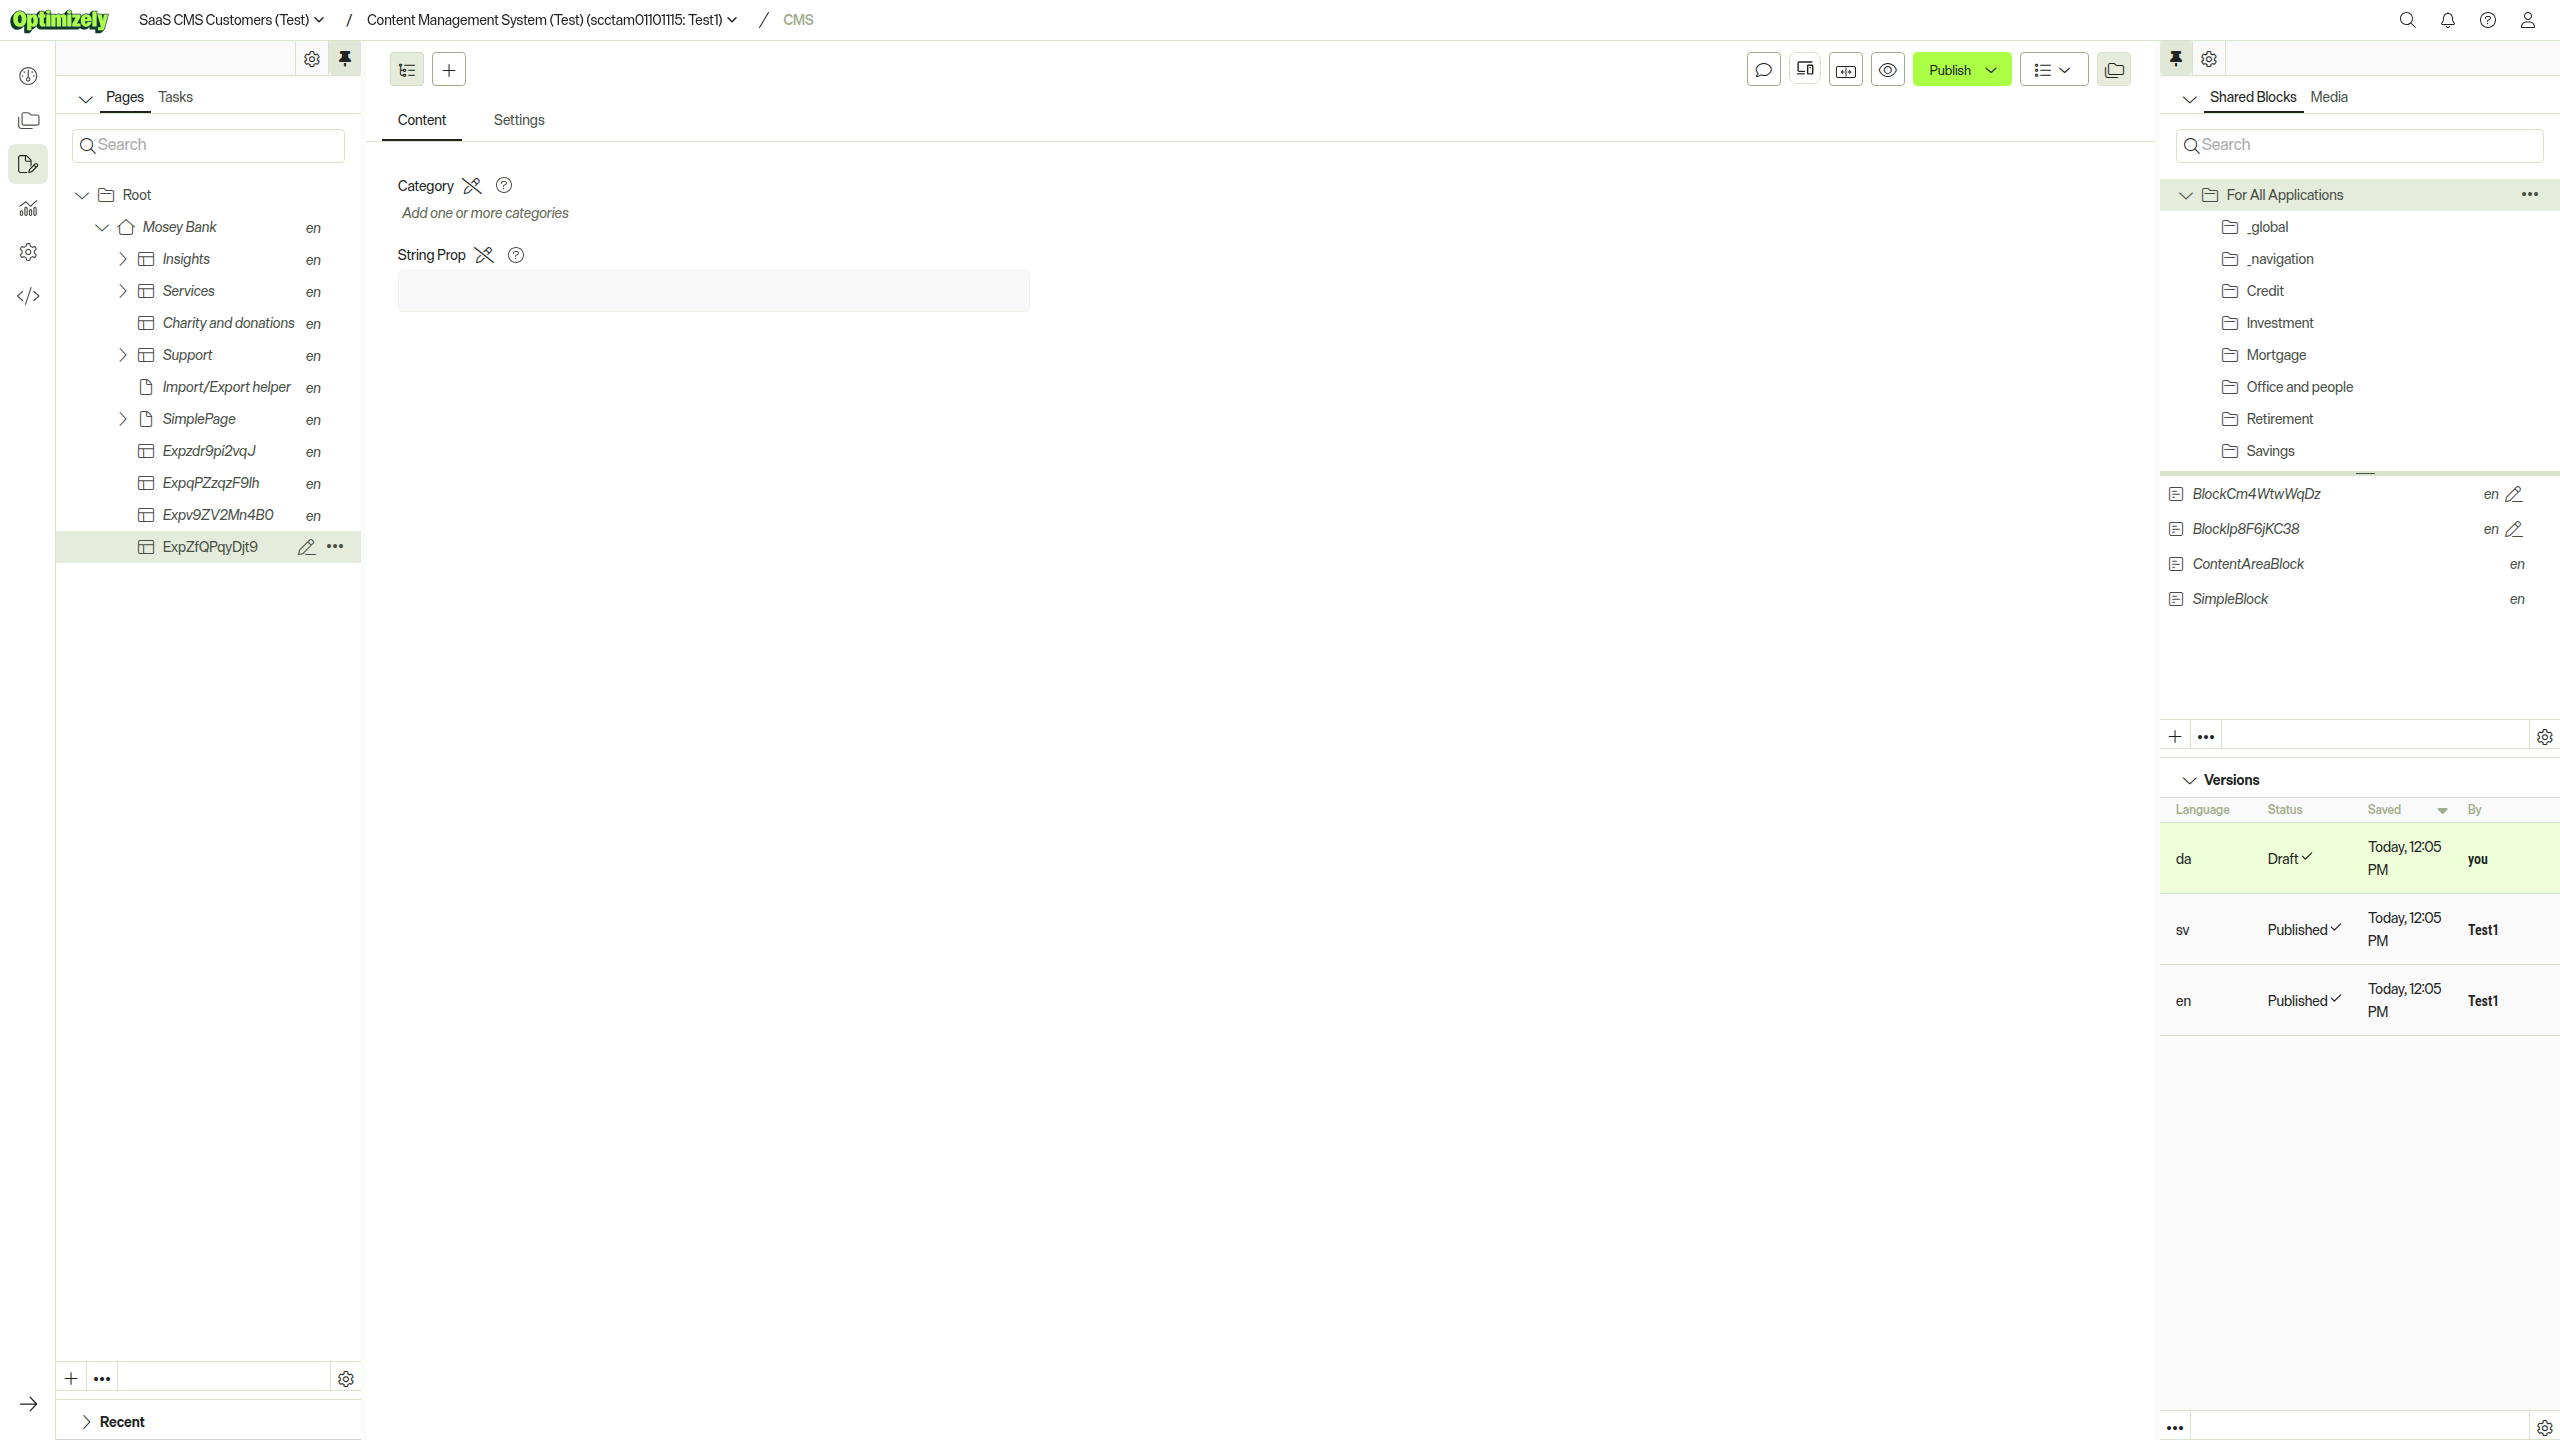 Optimizely
SaaS CMS Customers (Test) / Content Management System (Test) (scctam01101115: Test1) / CMS
Pages Tasks
Search
Root
Mosey Bank en
Insights en
Services en
Charity and donations en
Support en
Import/Export helper en
SimplePage en
Expzdr9pi2vqJ en
ExpqPZzqzF9Ih en
Expv9ZV2Mn4B0 en
ExpZfQPqyDjt9
Recent
Publish
Content Settings
Category
Add one or more categories
String Prop
Shared Blocks Media
Search
For All Applications
_global
_navigation
Credit
Investment
Mortgage
Office and people
Retirement
Savings
BlockCm4WtwWqDz en
BlockIp8F6jKC38 en
ContentAreaBlock en
SimpleBlock en
Versions
Language Status Saved By
da Draft Today, 12:05 PM you
sv Published Today, 12:05 PM Test1
en Published Today, 12:05 PM Test1